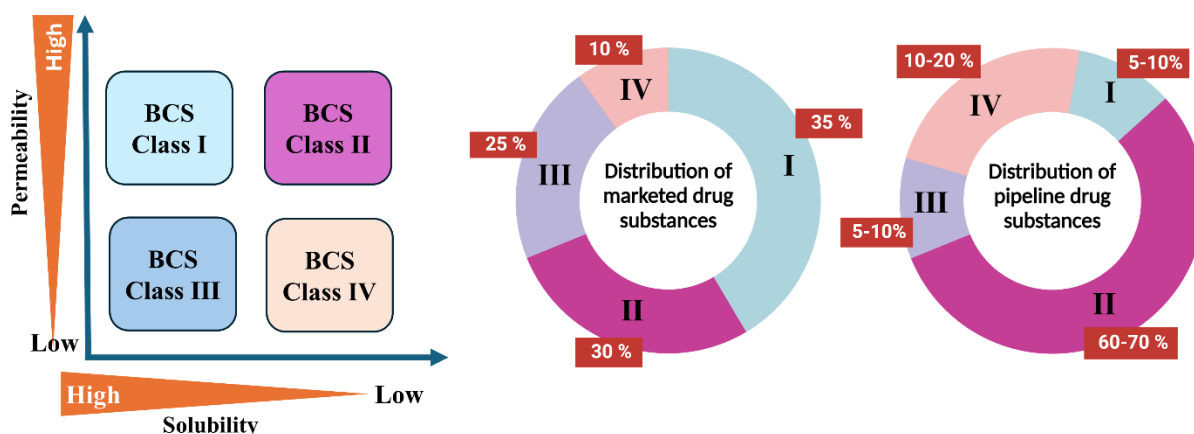 High
Permeability
Low
BCS
Class I
BCS
Class II
BCS
Class III
BCS
Class IV
High
Low
Solubility
10 %
IV
35 %
I
25 %
III
Distribution of
marketed drug
substances
II
30 %
10-20 %
5-10%
I
IV
III
5-10%
Distribution of
pipeline drug
substances
II
60-70 %